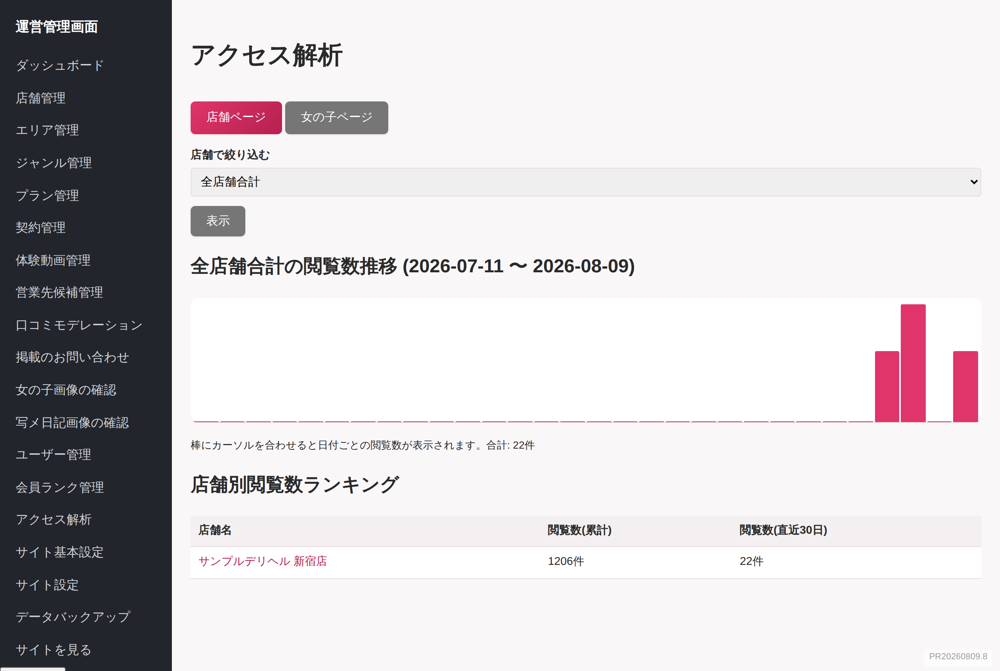 運営管理画面
ダッシュボード
店舗管理
エリア管理
ジャンル管理
プラン管理
契約管理
体験動画管理
営業先候補管理
口コミモデレーション
掲載のお問い合わせ
女の子画像の確認
写メ日記画像の確認
ユーザー管理
会員ランク管理
アクセス解析
サイト基本設定
サイト設定
データバックアップ
サイトを見る
アクセス解析
店舗ページ
女の子ページ
店舗で絞り込む
全店舗合計
表示
全店舗合計の閲覧数推移 (2026-07-11 〜 2026-08-09)
棒にカーソルを合わせると日付ごとの閲覧数が表示されます。合計: 22件
店舗別閲覧数ランキング
店舗名 閲覧数(累計) 閲覧数(直近30日)
サンプルデリヘル 新宿店 1206件 22件
PR20260809.8